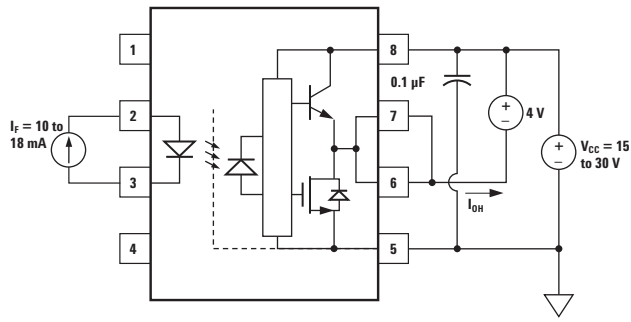 1
8
0.1 µF
I_F = 10 to
18 mA
2
7
+
4 V
–
+
V_CC = 15
to 30 V
–
3
6
I_OH
4
5